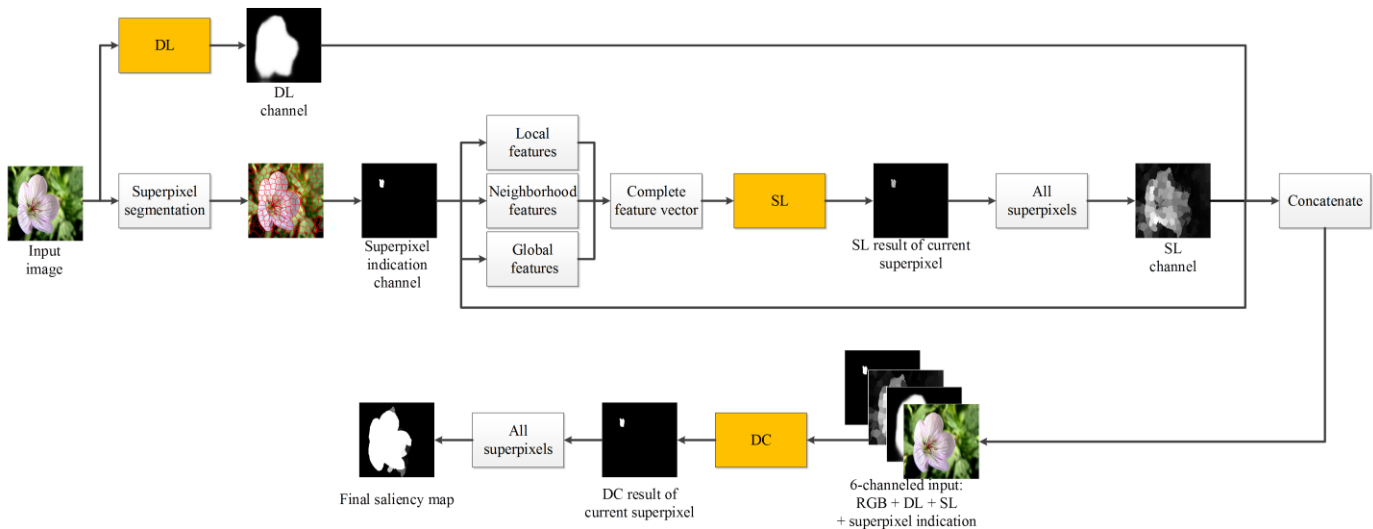 DL
DL
channel
Input
image
Superpixel
segmentation
Superpixel
indication
channel
Local
features
Neighborhood
features
Global
features
Complete
feature vector
SL
SL result of current
superpixel
All
superpixels
SL
channel
Concatenate
Final saliency map
All
superpixels
DC result of
current superpixel
DC
6-channeled input:
RGB + DL + SL
+ superpixel indication